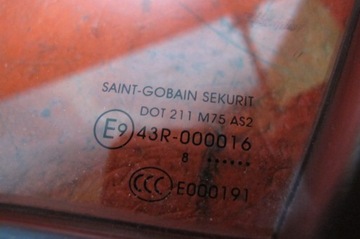 SAINT-GOBAIN SEKURIT
DOT 211 M75 AS2
E9 43R-000016
8 ......
CCC E000191